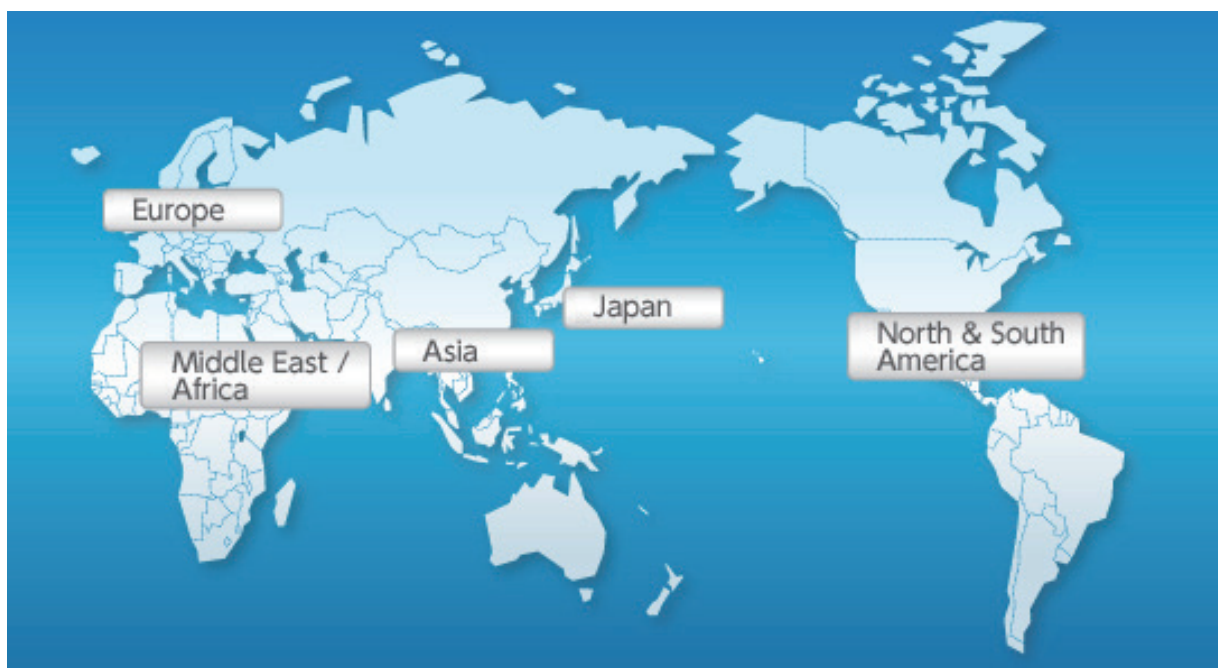 Europe
Japan
Asia
North & South
America
Middle East /
Africa